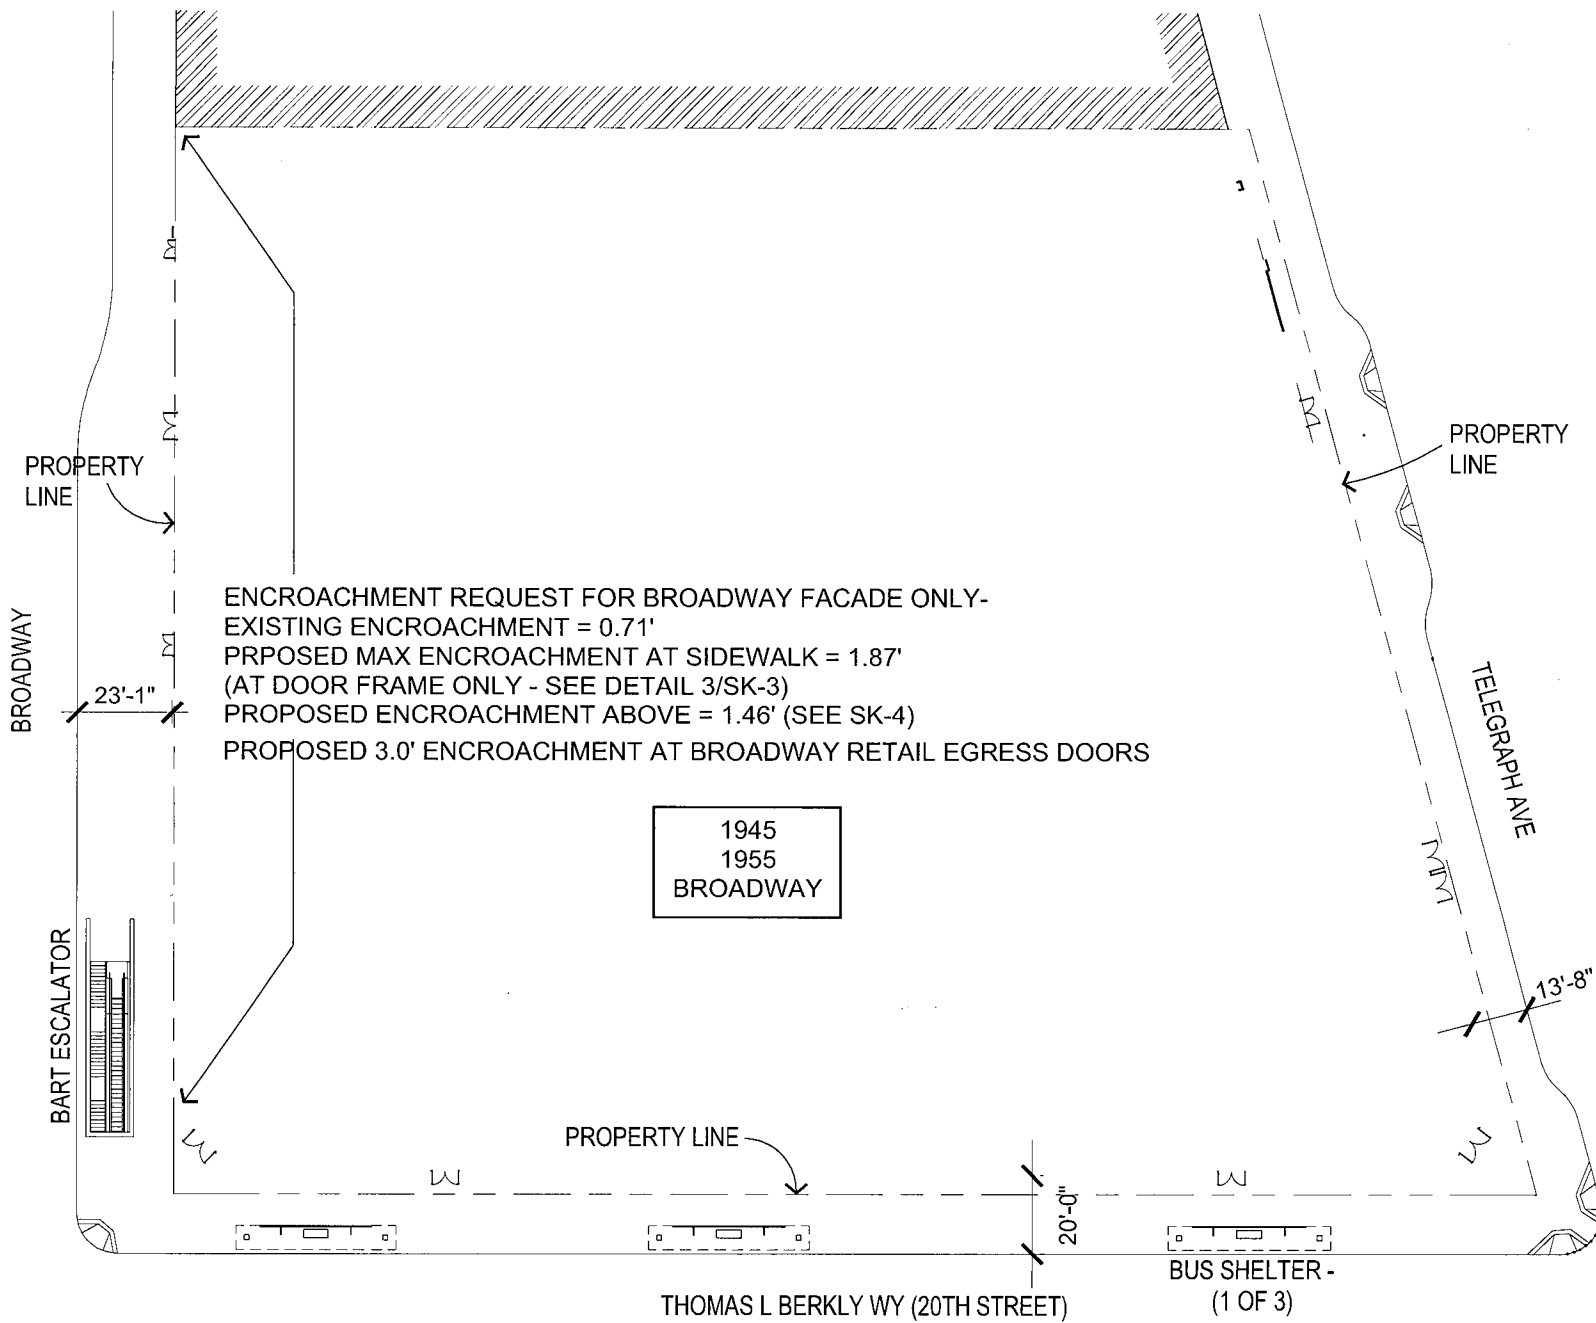 PROPERTY
LINE
PROPERTY
LINE
BROADWAY
23'-1"
ENCROACHMENT REQUEST FOR BROADWAY FACADE ONLY-
EXISTING ENCROACHMENT = 0.71'
PRPOSED MAX ENCROACHMENT AT SIDEWALK = 1.87'
(AT DOOR FRAME ONLY - SEE DETAIL 3/SK-3)
PROPOSED ENCROACHMENT ABOVE = 1.46' (SEE SK-4)
PROPOSED 3.0' ENCROACHMENT AT BROADWAY RETAIL EGRESS DOORS
TELEGRAPH AVE
1945
1955
BROADWAY
BART ESCALATOR
13'-8"
PROPERTY LINE
20'-0"
BUS SHELTER -
(1 OF 3)
THOMAS L BERKLY WY (20TH STREET)